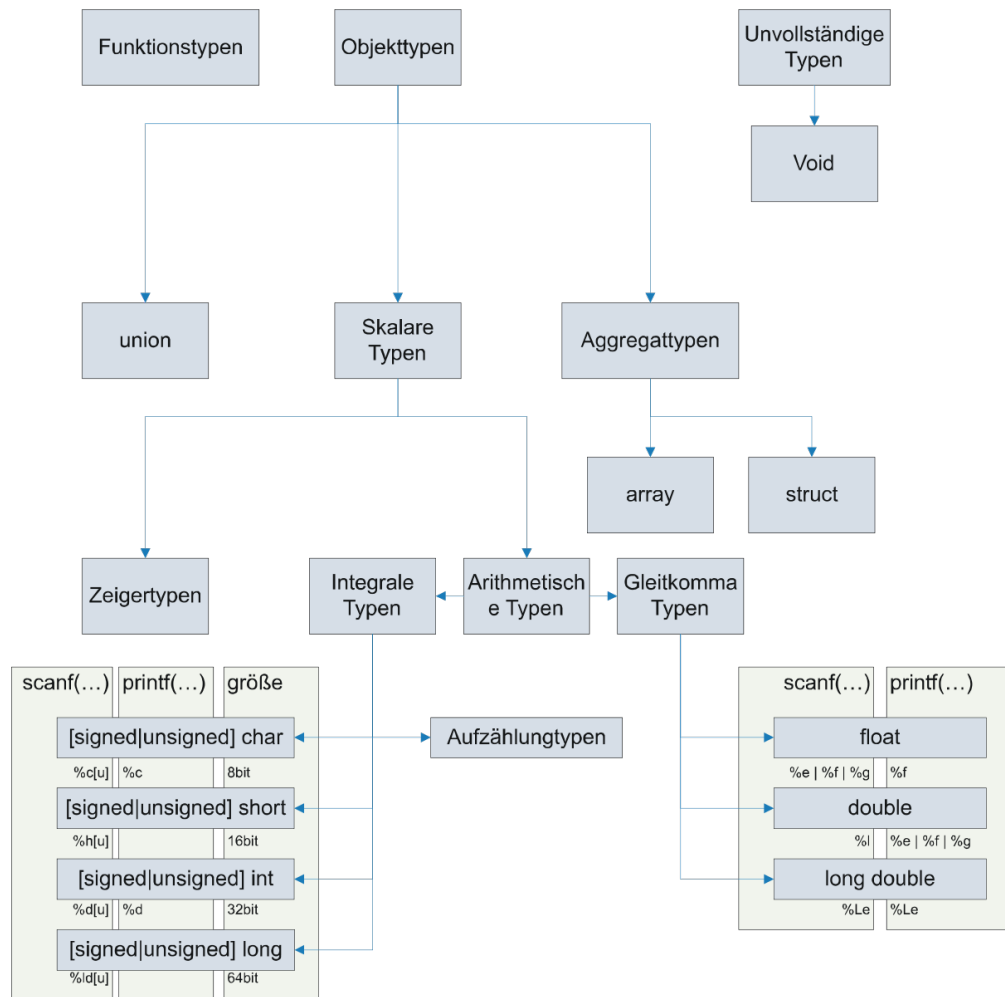 Funktionstypen
Objekttypen
Unvollständige
Typen
Void
union
Skalare
Typen
Aggregattypen
array
struct
Zeigertypen
Integrale
Typen
Arithmetisch
e Typen
Gleitkomma
Typen
scanf(…) printf(…) größe
[signed|unsigned] char
%c[u] %c 8bit
[signed|unsigned] short
%h[u] 16bit
[signed|unsigned] int
%d[u] %d 32bit
[signed|unsigned] long
%ld[u] 64bit
Aufzählungtypen
scanf(…) printf(…)
float
%e | %f | %g %f
double
%l %e | %f | %g
long double
%Le %Le